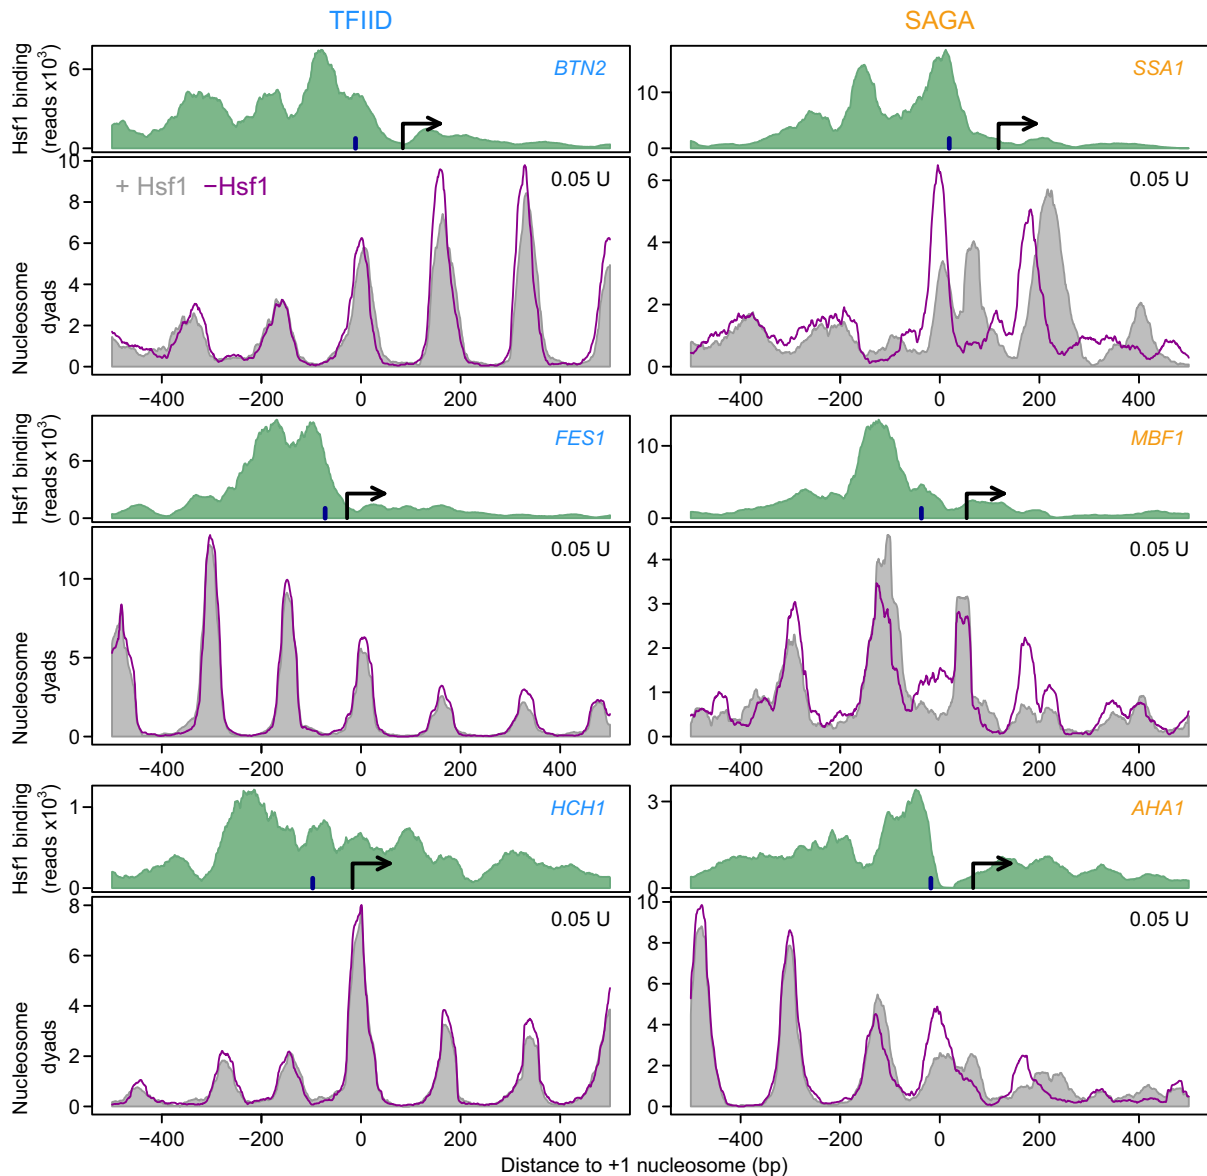 TFIID
SAGA
Hsf1 binding
(reads x10³)
6
0
BTN2
10
0
SSA1
Nucleosome
dyads
10
8
6
4
2
0
+ Hsf1 −Hsf1
0.05 U
6
4
2
0
0.05 U
−400 −200 0 200 400
−400 −200 0 200 400
Hsf1 binding
(reads x10³)
6
0
FES1
10
0
MBF1
Nucleosome
dyads
10
5
0
0.05 U
4
3
2
1
0
0.05 U
−400 −200 0 200 400
−400 −200 0 200 400
Hsf1 binding
(reads x10³)
1
0
HCH1
3
0
AHA1
Nucleosome
dyads
8
6
4
2
0
0.05 U
10
8
6
4
2
0
0.05 U
−400 −200 0 200 400
−400 −200 0 200 400
Distance to +1 nucleosome (bp)